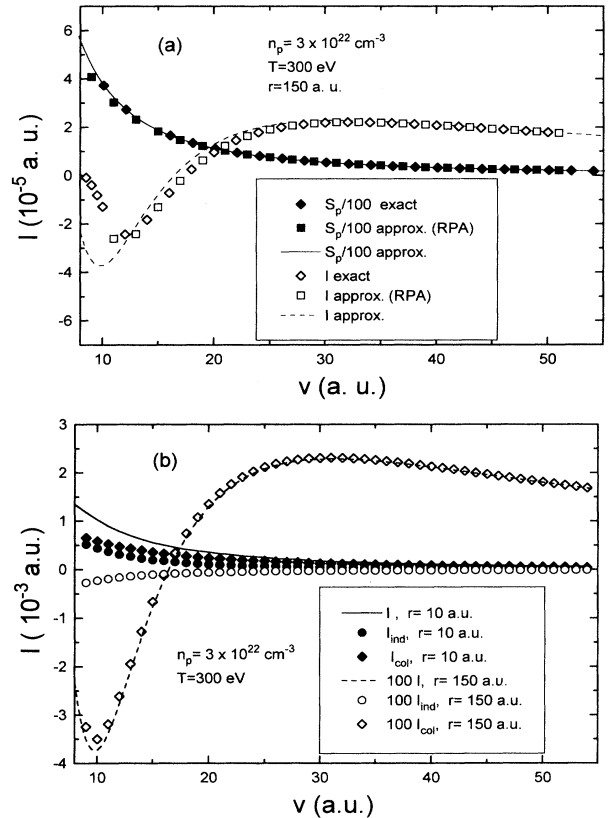 (a)
n_p = 3 x 10^22 cm^-3
T=300 eV
r=150 a. u.
I (10^-5 a. u.)
6
4
2
0
-2
-4
-6
S_p/100 exact
S_p/100 approx. (RPA)
S_p/100 approx.
I exact
I approx. (RPA)
I approx.
10 20 30 40 50
v (a. u.)
(b)
I (10^-3 a.u.)
3
2
1
0
-1
-2
-3
-4
n_p = 3 x 10^22 cm^-3
T=300 eV
I , r= 10 a.u.
I_ind, r= 10 a.u.
I_col, r= 10 a.u.
100 I, r= 150 a.u.
100 I_ind, r= 150 a.u.
100 I_col, r= 150 a.u.
10 20 30 40 50
v (a.u.)